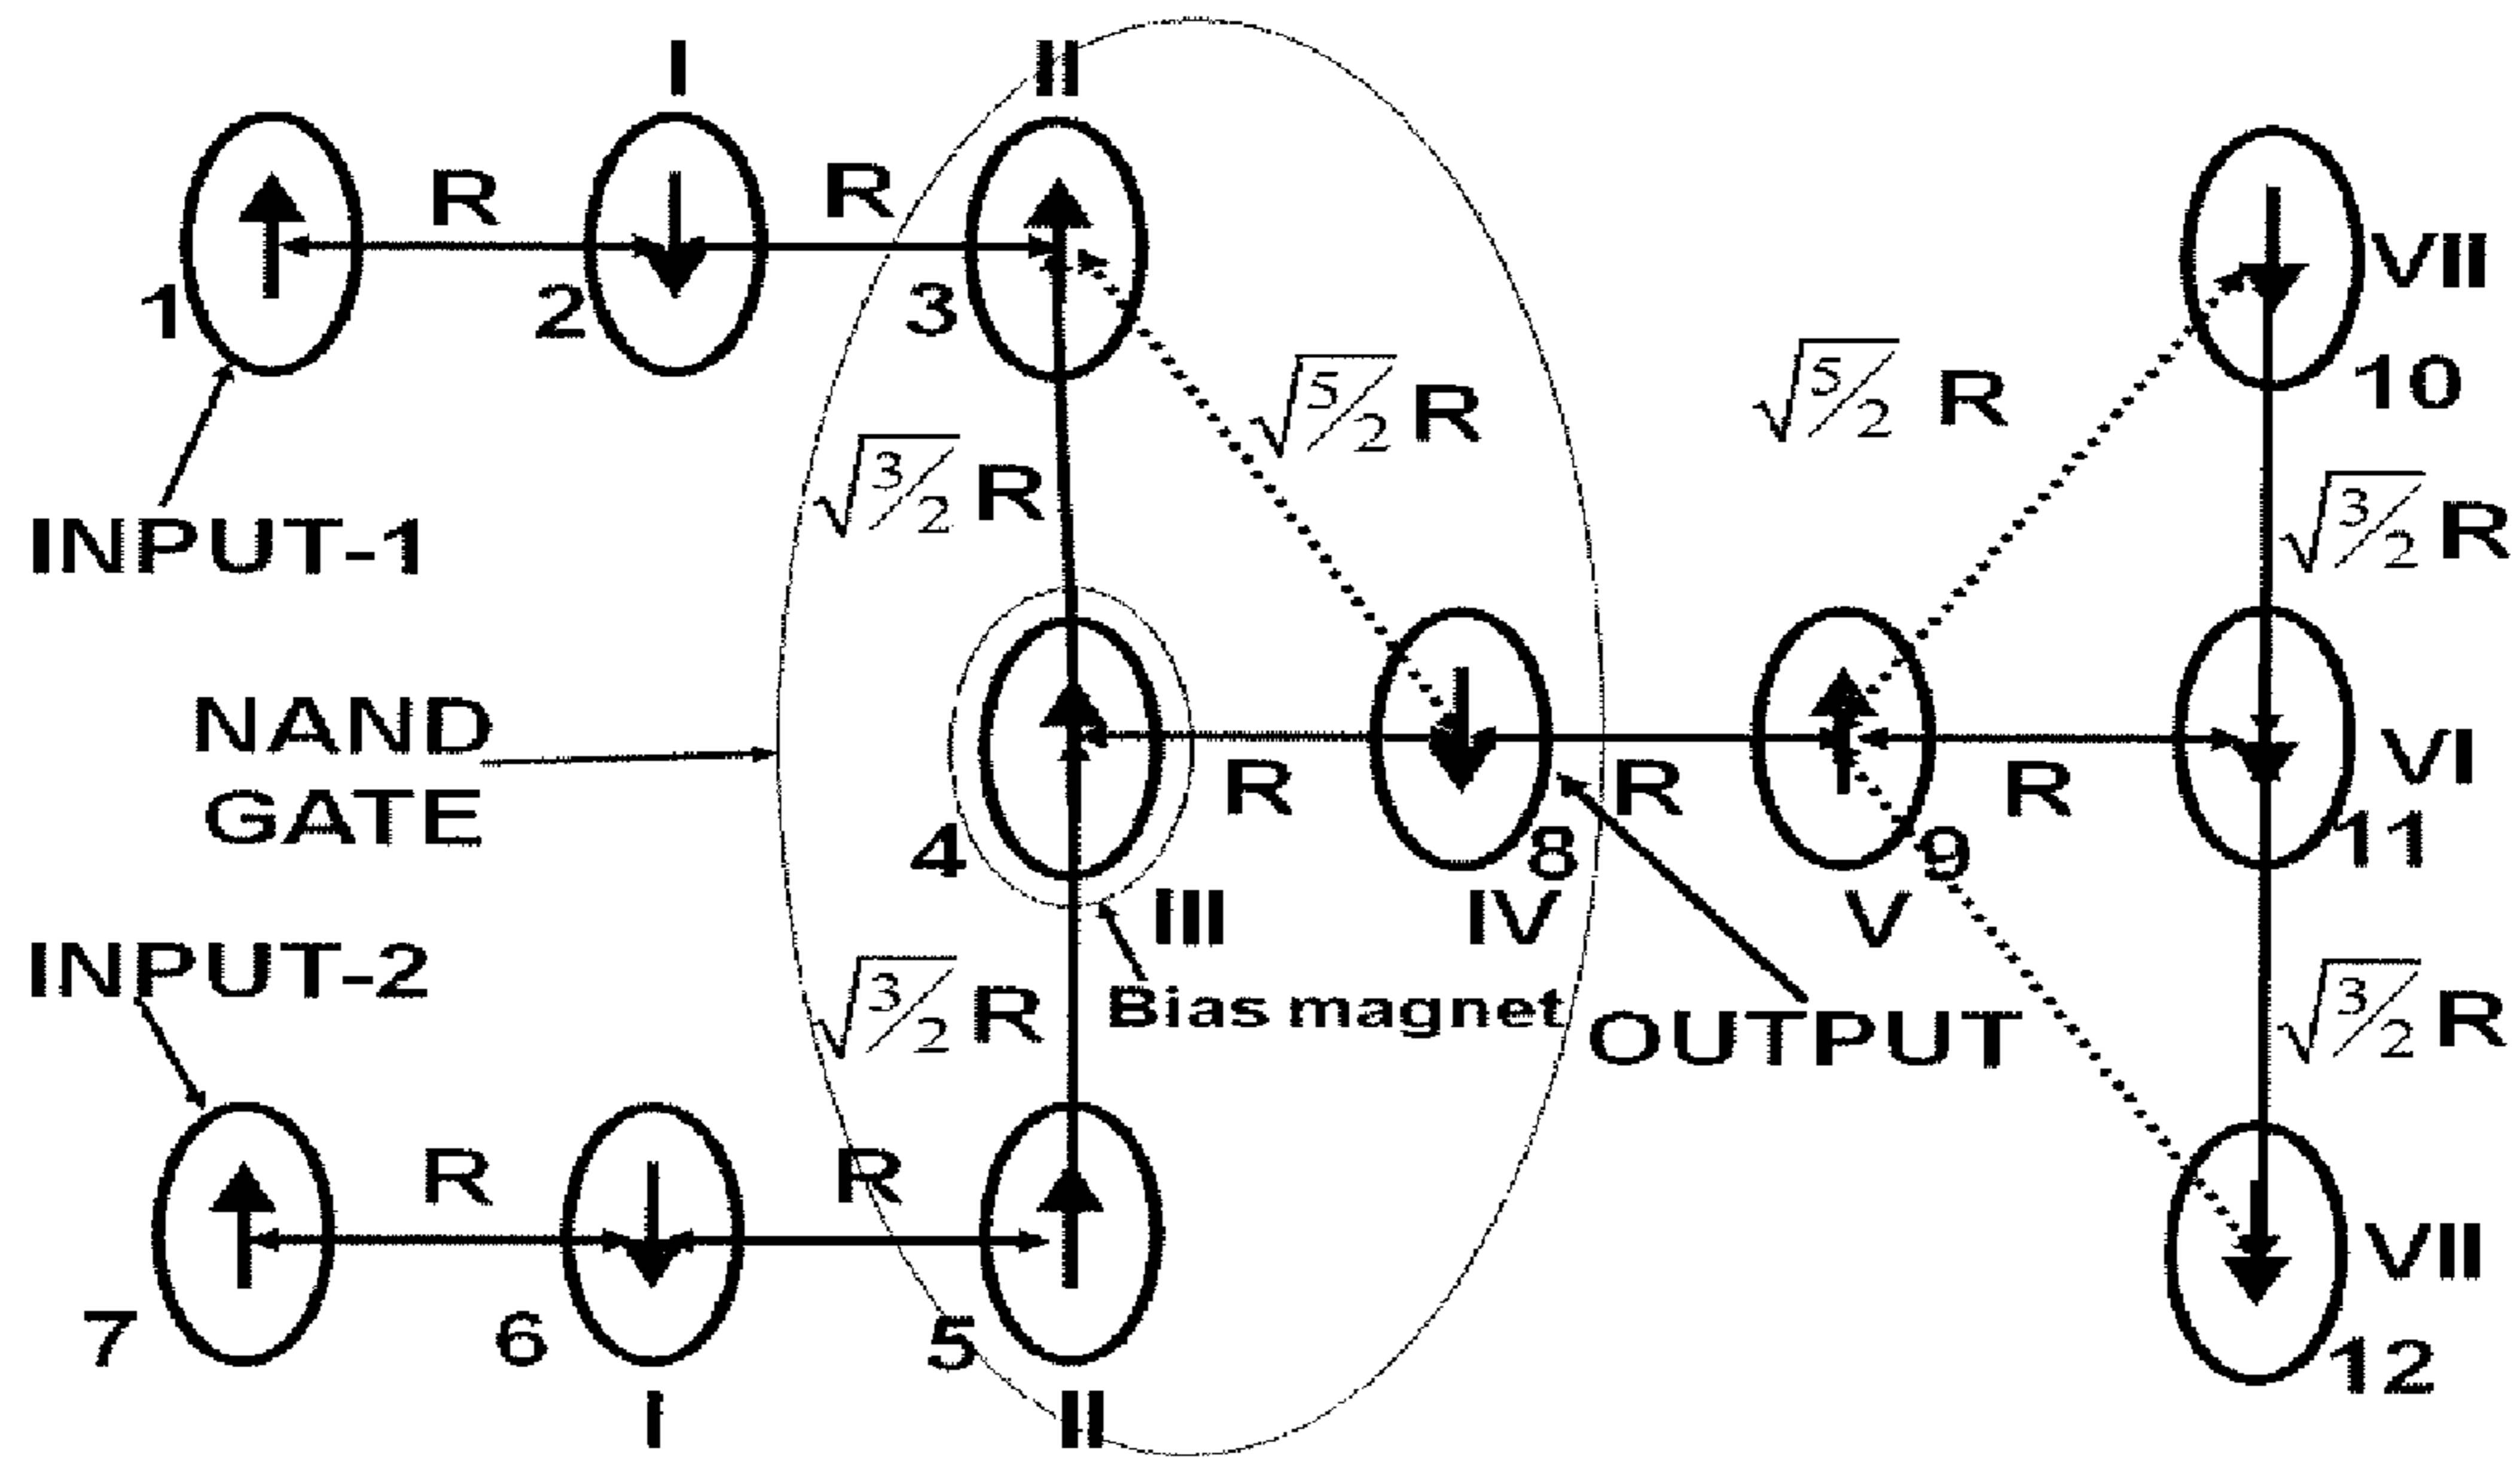 I
II
R
R
1
2
3
VII
10
INPUT-1
√5/2 R
√5/2 R
√3/2 R
√3/2 R
NAND
GATE
R
R
R
4
8
9
11
VI
III
IV
V
INPUT-2
Bias magnet
OUTPUT
√3/2 R
√3/2 R
R
R
7
6
5
VII
12
I
II